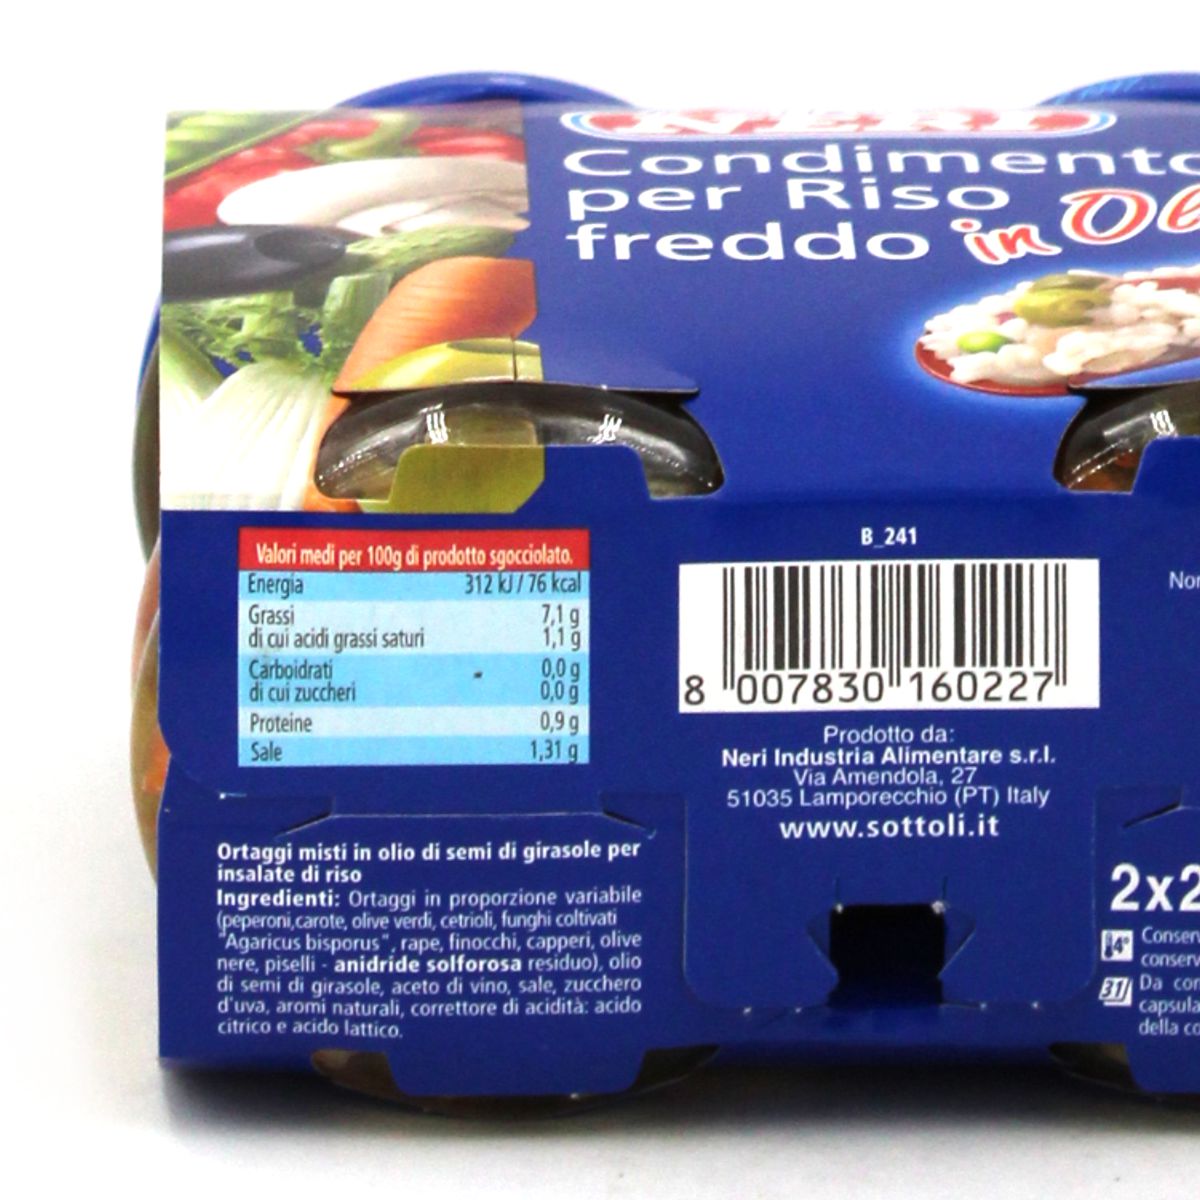 NERI
Condimento
per Riso
freddo in
B_241
Valori medi per 100g di prodotto sgocciolato.
Energia 312 kJ / 76 kcal
Grassi 7,1 g
di cui acidi grassi saturi 1,1 g
Carboidrati 0,0 g
di cui zuccheri 0,0 g
Proteine 0,9 g
Sale 1,31 g
8 007830 160227
Prodotto da:
Neri Industria Alimentare s.r.l.
Via Amendola, 27
51035 Lamporecchio (PT) Italy
www.sottoli.it
Ortaggi misti in olio di semi di girasole per
insalate di riso
Ingredienti: Ortaggi in proporzione variabile
(peperoni,carote, olive verdi, cetrioli, funghi coltivati
"Agaricus bisporus", rape, finocchi, capperi, olive
nere, piselli - anidride solforosa residuo), olio
di semi di girasole, aceto di vino, sale, zucchero
d'uva, aromi naturali, correttore di acidità: acido
citrico e acido lattico.
2x2
4°
31
Da
della